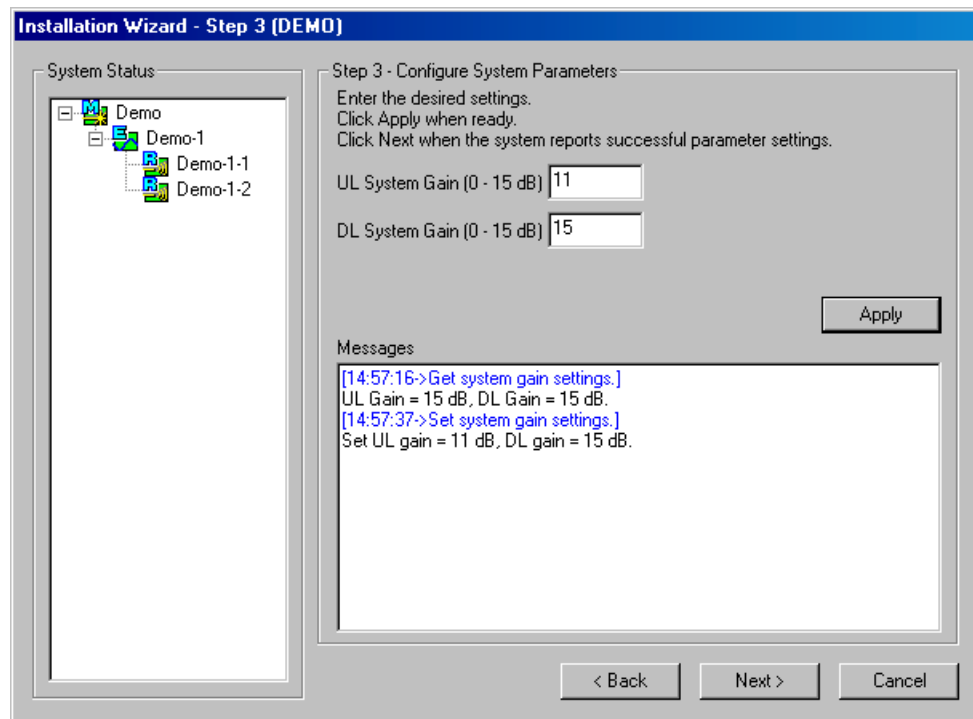 Installation Wizard - Step 3 (DEMO)
System Status
Demo
Demo-1
Demo-1-1
Demo-1-2
Step 3 - Configure System Parameters
Enter the desired settings.
Click Apply when ready.
Click Next when the system reports successful parameter settings.
UL System Gain (0 - 15 dB) 11
DL System Gain (0 - 15 dB) 15
Apply
Messages
[14:57:16->Get system gain settings.]
UL Gain = 15 dB, DL Gain = 15 dB.
[14:57:37->Set system gain settings.]
Set UL gain = 11 dB, DL gain = 15 dB.
< Back
Next >
Cancel